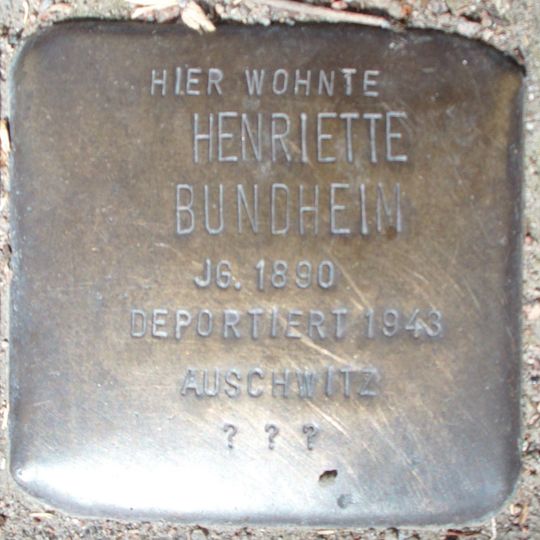 HIER WOHNTE
HENRIETTE
BUNDHEIM
JG. 1890
DEPORTIERT 1943
AUSCHWITZ
? ? ?